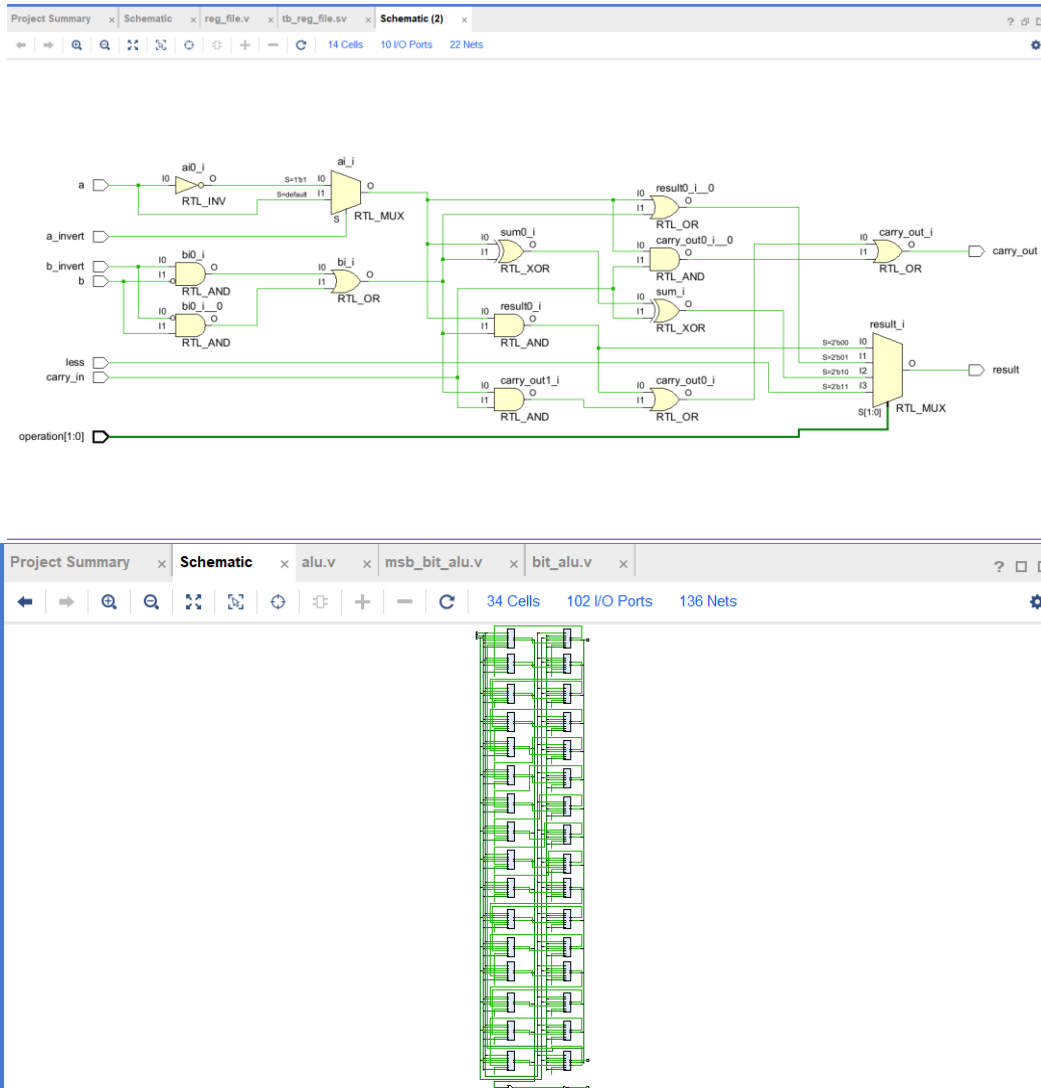 Project Summary × Schematic × reg_file.v × tb_reg_file.sv × Schematic (2) ×
14 Cells 10 I/O Ports 22 Nets
ai_i
ai0_i
a I0 O S=1'b1 I0 O
S=default I1
RTL_INV
S RTL_MUX
result0_i__0
I0 O
I1
RTL_OR
a_invert
sum0_i
I0 O
I1
RTL_XOR
carry_out0_i__0
I0 O
I1
RTL_AND
carry_out_i
I0 O
I1
RTL_OR
carry_out
b_invert
b
bi0_i
I0 O
I1
RTL_AND
bi_i
I0 O
I1
RTL_OR
bi0_i__0
I0 O
I1
RTL_AND
sum_i
I0 O
I1
RTL_XOR
result0_i
I0 O
I1
RTL_AND
result_i
S=2'b00 I0
S=2'b01 I1 O
S=2'b10 I2
S=2'b11 I3
S[1:0] RTL_MUX
result
less
carry_in
carry_out1_i
I0 O
I1
RTL_AND
carry_out0_i
I0 O
I1
RTL_OR
operation[1:0]
Project Summary × Schematic × alu.v × msb_bit_alu.v × bit_alu.v ×
34 Cells 102 I/O Ports 136 Nets